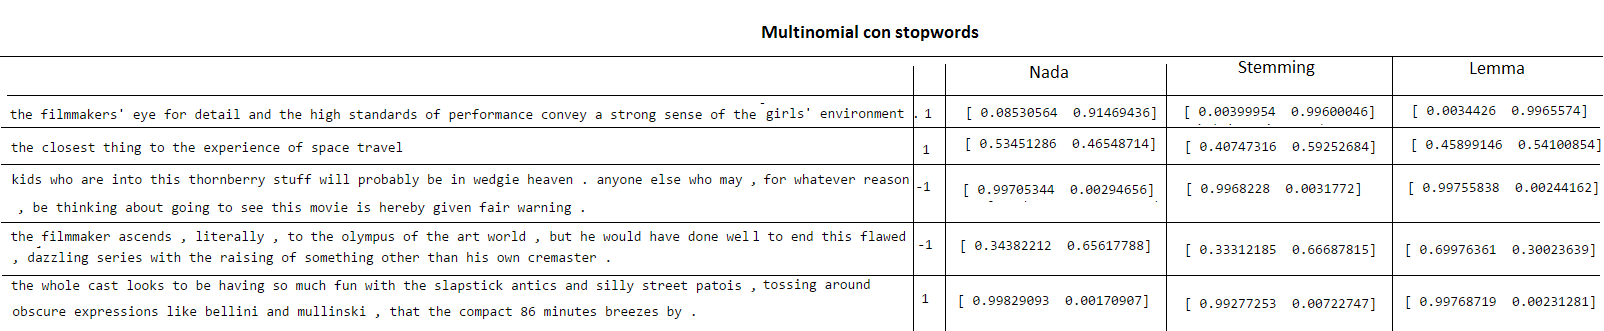 Multinomial con stopwords
Nada Stemming Lemma
the filmmakers' eye for detail and the high standards of performance convey a strong sense of the girls' environment . 1 [ 0.08530564 0.91469436] [ 0.00399954 0.99600046] [ 0.0034426 0.9965574]
the closest thing to the experience of space travel 1 [ 0.53451286 0.46548714] [ 0.40747316 0.59252684] [ 0.45899146 0.54100854]
kids who are into this thornberry stuff will probably be in wedgie heaven . anyone else who may , for whatever reason -1 [ 0.99705344 0.00294656] [ 0.9968228 0.0031772] [ 0.99755838 0.00244162]
, be thinking about going to see this movie is hereby given fair warning .
the filmmaker ascends , literally , to the olympus of the art world , but he would have done well to end this flawed -1 [ 0.34382212 0.65617788] [ 0.33312185 0.66687815] [ 0.69976361 0.30023639]
, dazzling series with the raising of something other than his own cremaster .
the whole cast looks to be having so much fun with the slapstick antics and silly street patois , tossing around 1 [ 0.99829093 0.00170907] [ 0.99277253 0.00722747] [ 0.99768719 0.00231281]
obscure expressions like bellini and mullinski , that the compact 86 minutes breezes by .